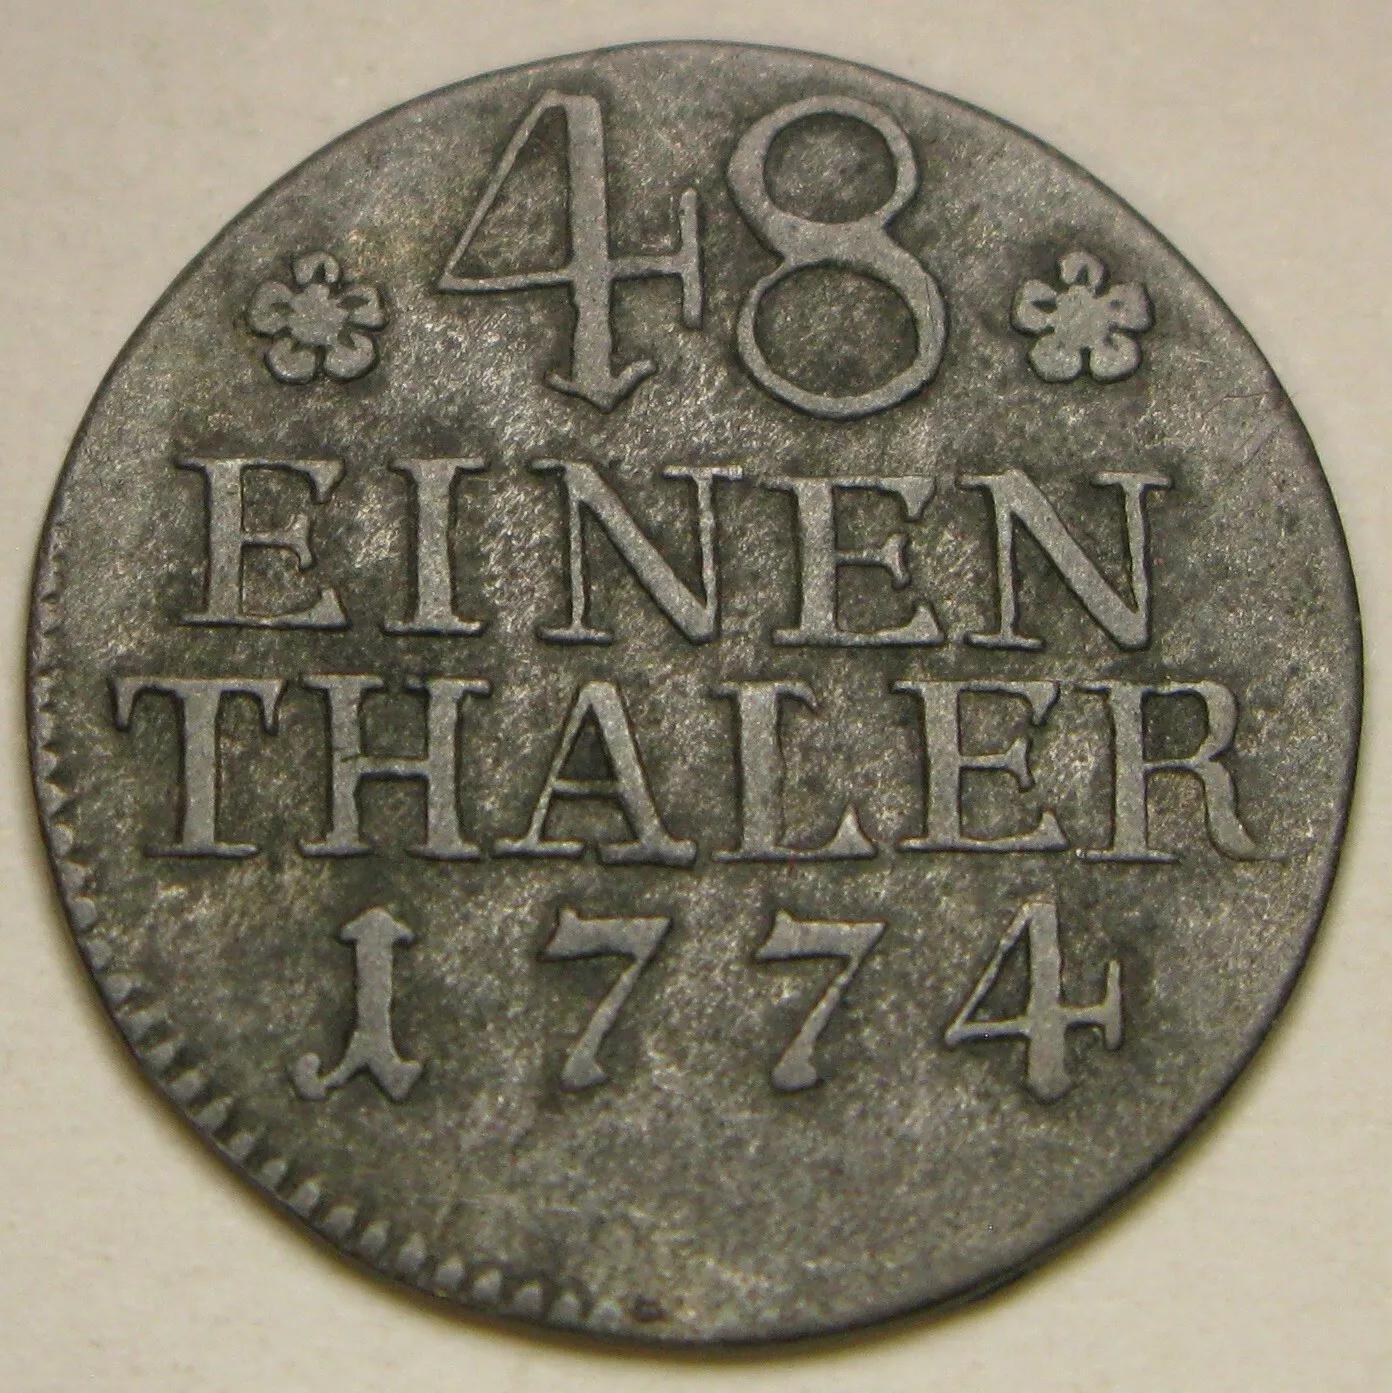 48
EINEN
THALER
1774